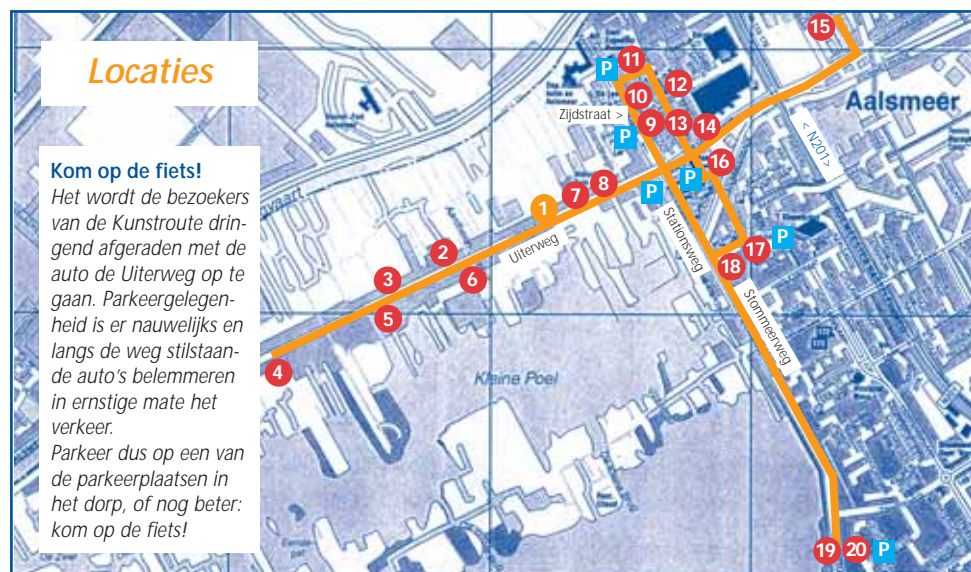 Locaties
Kom op de fiets!
Het wordt de bezoekers
van de Kunstroute drin-
gend afgeraden met de
auto de Uiterweg op te
gaan. Parkeergelegen-
heid is er nauwelijks en
langs de weg stilstaan-
de auto's belemmeren
in ernstige mate het
verkeer.
Parkeer dus op een van
de parkeerplaatsen in
het dorp, of nog beter:
kom op de fiets!
15
P
11
10
12
Zijdstraat >
P
9
13
14
Aalsmeer
< N201>
P
P
16
8
7
1
Uiterweg
Stationsweg
2
3
6
5
4
17
P
18
Stommeerweg
Kleine Poel
19
20
P